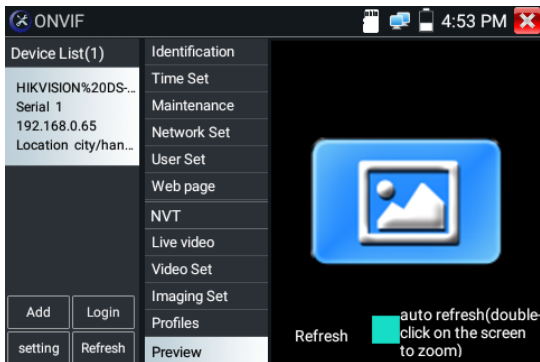 ONVIF
4:53 PM
Device List(1)
HIKVISION%20DS-...
Serial 1
192.168.0.65
Location city/han...
Add
Login
setting
Refresh
Identification
Time Set
Maintenance
Network Set
User Set
Web page
NVT
Live video
Video Set
Imaging Set
Profiles
Preview
Refresh
auto refresh(double-
click on the screen
to zoom)